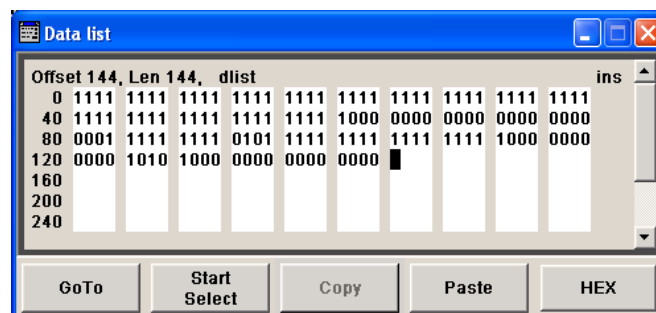 Data list
Offset 144, Len 144, dlist ins
0 1111 1111 1111 1111 1111 1111 1111 1111 1111 1111
40 1111 1111 1111 1111 1111 1000 0000 0000 0000 0000
80 0001 1111 1111 0101 1111 1111 1111 1111 1000 0000
120 0000 1010 1000 0000 0000 0000
160
200
240
GoTo Start Select Copy Paste HEX